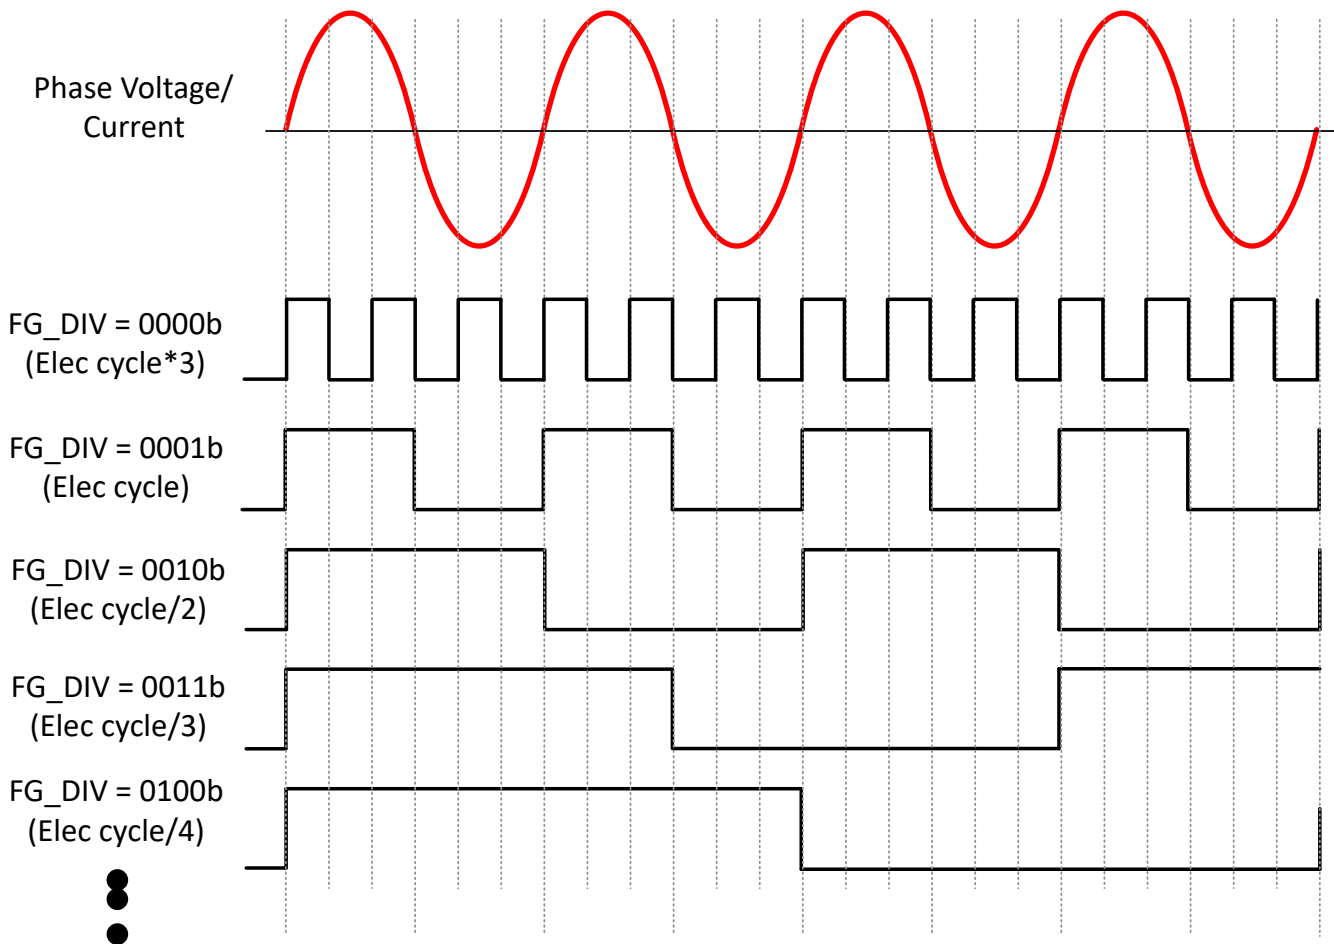 Phase Voltage/
Current
FG_DIV = 0000b
(Elec cycle*3)
FG_DIV = 0001b
(Elec cycle)
FG_DIV = 0010b
(Elec cycle/2)
FG_DIV = 0011b
(Elec cycle/3)
FG_DIV = 0100b
(Elec cycle/4)